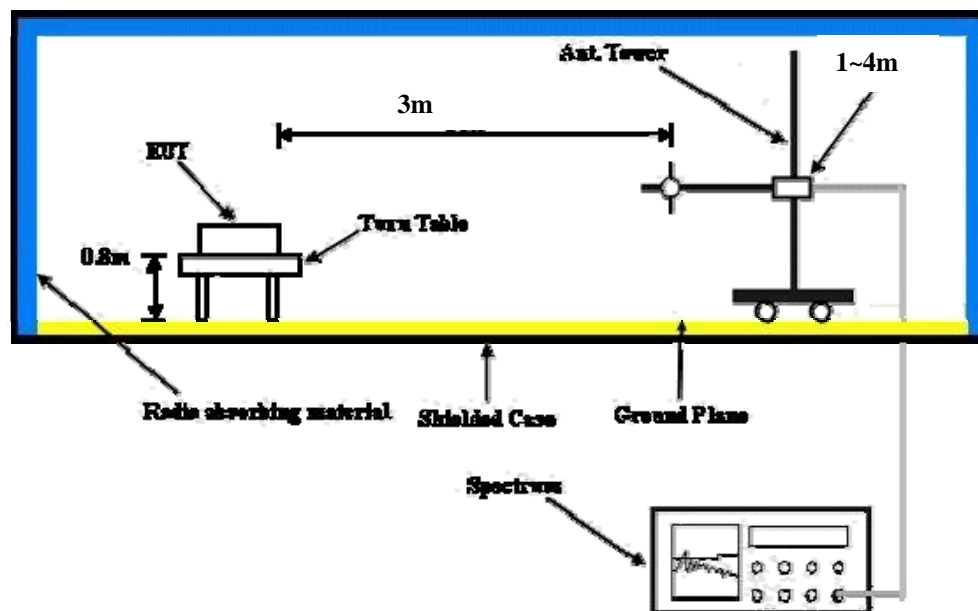 Ant. Tower
1~4m
3m
EUT
Turn Table
0.8m
Radio absorbing material
Shielded Case
Ground Plane
Spectrum